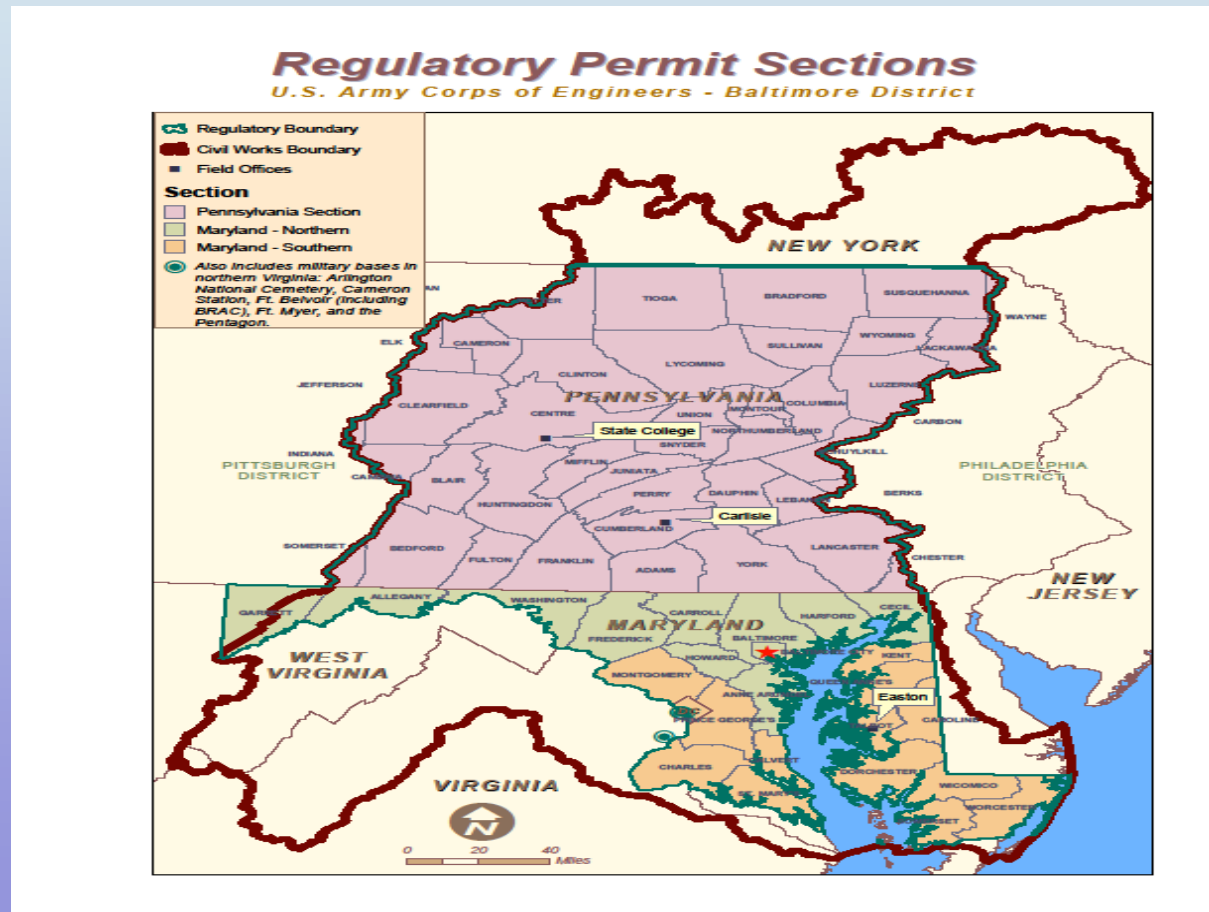 Regulatory Permit Sections
U.S. Army Corps of Engineers - Baltimore District
Regulatory Boundary
Civil Works Boundary
Field Offices
Section
Pennsylvania Section
Maryland - Northern
Maryland - Southern
Also includes military bases in
northern Virginia: Arlington
National Cemetery, Cameron
Station, Ft. Belvoir (including
BRAC), Ft. Myer, and the
Pentagon.
NEW YORK
TIOGA
BRADFORD
SUSQUEHANNA
WAYNE
ELK
CAMERON
SULLIVAN
WYOMING
LACKAWANNA
LYCOMING
CLINTON
JEFFERSON
LUZERNE
PENNSYLVANIA
COLUMBIA
CLEARFIELD
CENTRE
UNION
MONTOUR
CARBON
State College
NORTHUMBERLAND
SNYDER
INDIANA
PITTSBURGH
DISTRICT
MIFFLIN
JUNIATA
PHILADELPHIA
DISTRICT
BLAIR
HUNTINGDON
PERRY
DAUPHIN
BERKS
Carlisle
CUMBERLAND
SOMERSET
BEDFORD
FULTON
FRANKLIN
ADAMS
YORK
LANCASTER
CHESTER
NEW
JERSEY
ALLEGANY
WASHINGTON
CARROLL
HARFORD
CECIL
MARYLAND
FREDERICK
BALTIMORE
HOWARD
KENT
WEST
VIRGINIA
MONTGOMERY
Easton
CHARLES
DORCHESTER
WICOMICO
VIRGINIA
N
0 20 40
Miles